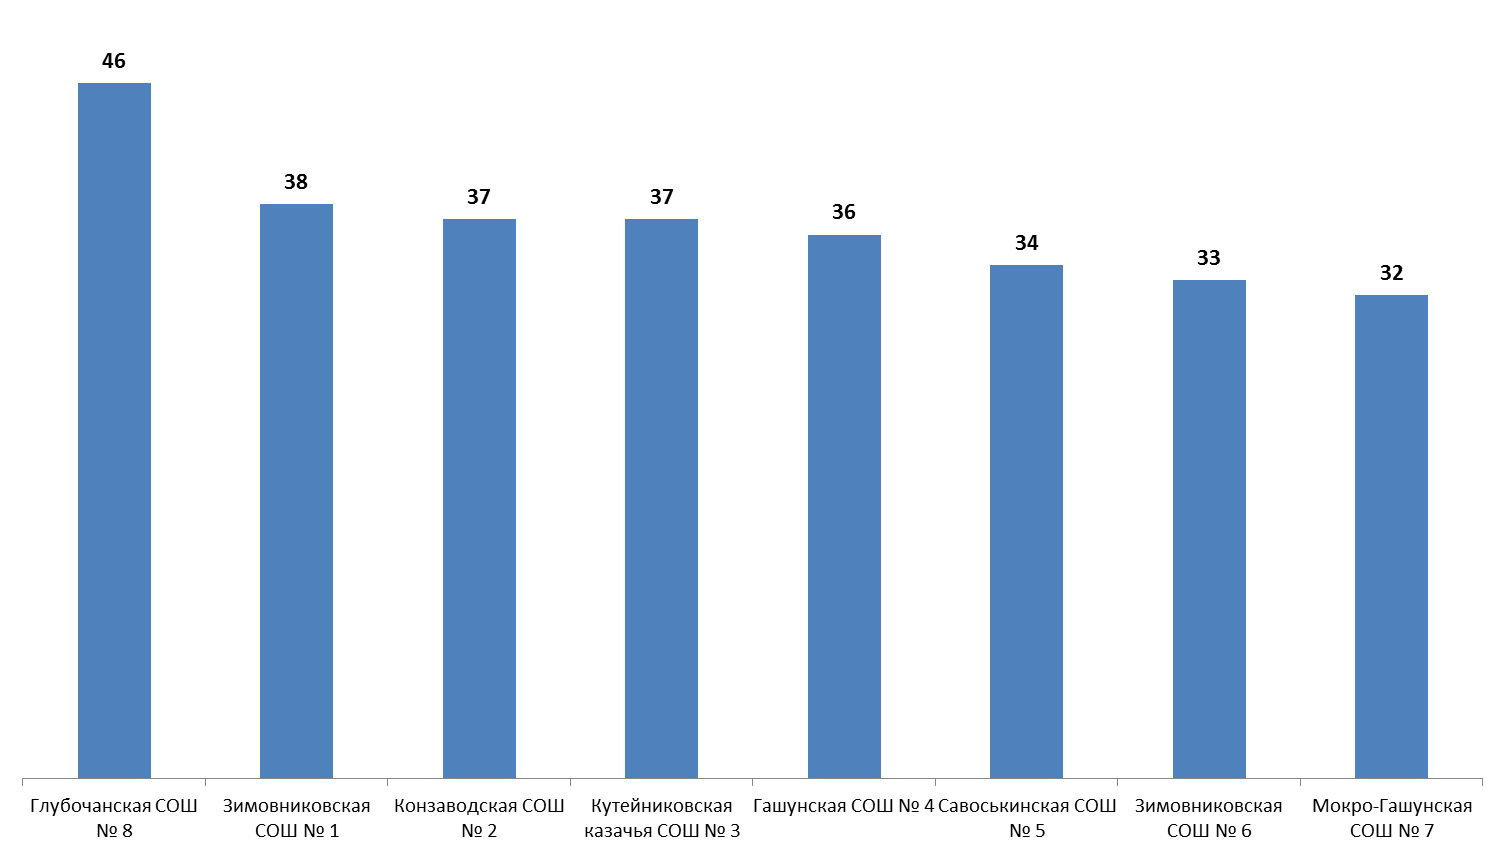 46
38
37
37
36
34
33
32
Глубочанская СОШ
№ 8
Зимовниковская
СОШ № 1
Конзаводская СОШ
№ 2
Кутейниковская
казачья СОШ № 3
Гашунская СОШ № 4
Савоськинская СОШ
№ 5
Зимовниковская
СОШ № 6
Мокро-Гашунская
СОШ № 7